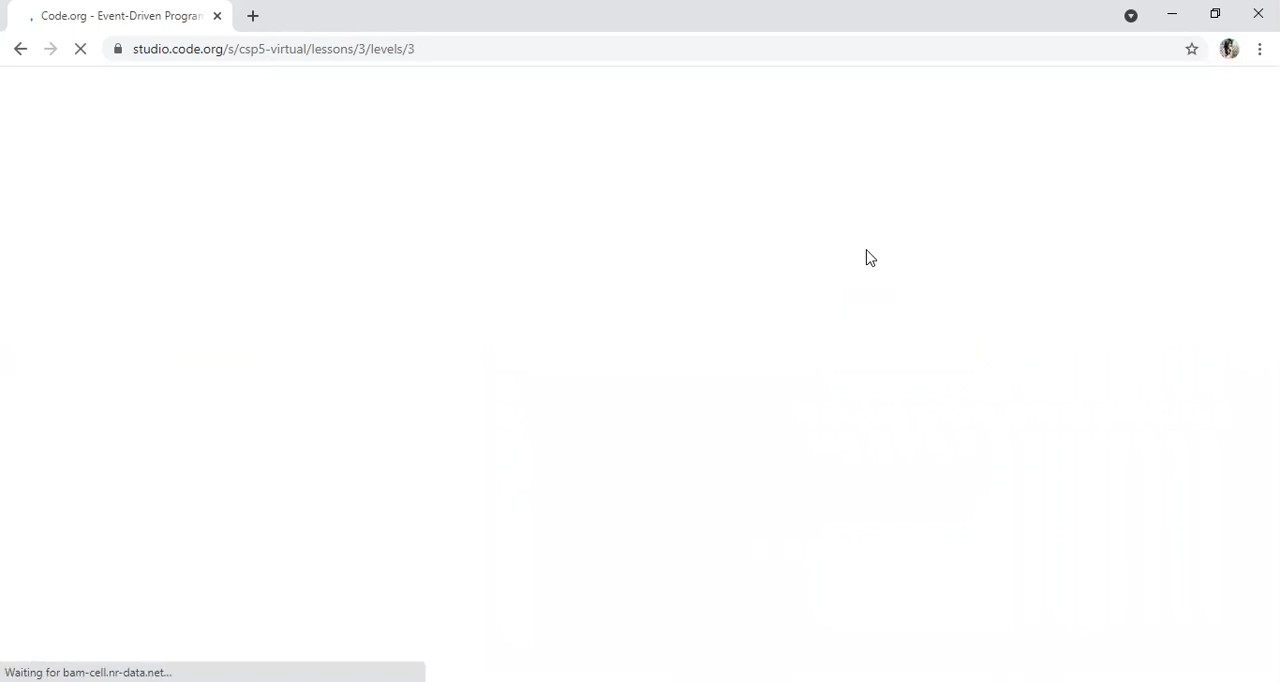 Code.org - Event-Driven Program
studio.code.org/s/csp5-virtual/lessons/3/levels/3
Waiting for bam-cell.nr-data.net...